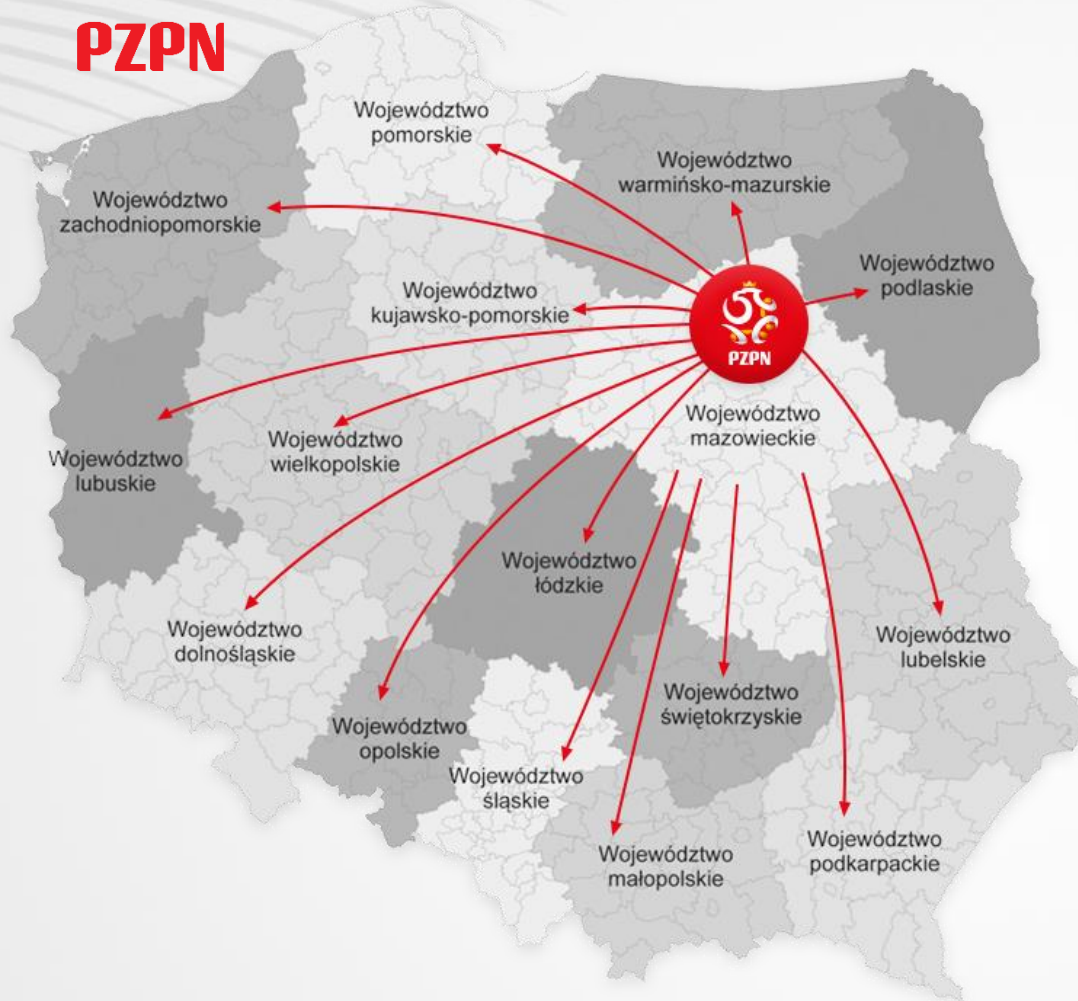 PZPN
Województwo
pomorskie
Województwo
warmińsko-mazurskie
Województwo
zachodniopomorskie
Województwo
podlaskie
Województwo
kujawsko-pomorskie
PZPN
Województwo
mazowieckie
Województwo
wielkopolskie
Województwo
lubuskie
Województwo
łódzkie
Województwo
dolnośląskie
Województwo
lubelskie
Województwo
świętokrzyskie
Województwo
opolskie
Województwo
śląskie
Województwo
podkarpackie
Województwo
małopolskie